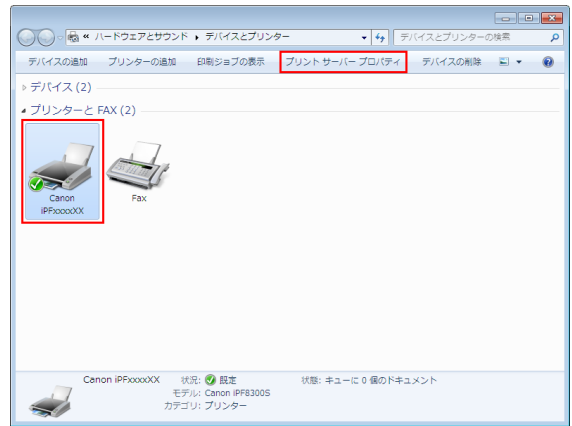 « ハードウェアとサウンド ▸ デバイスとプリンター デバイスとプリンターの検索
デバイスの追加 プリンターの追加 印刷ジョブの表示 プリント サーバー プロパティ デバイスの削除
デバイス (2)
プリンターと FAX (2)
Canon
iPFxxxxXX
Fax
Canon iPFxxxxXX 状況: 既定 状態: キューに 0 個のドキュメント
モデル: Canon iPF8300S
カテゴリ: プリンター